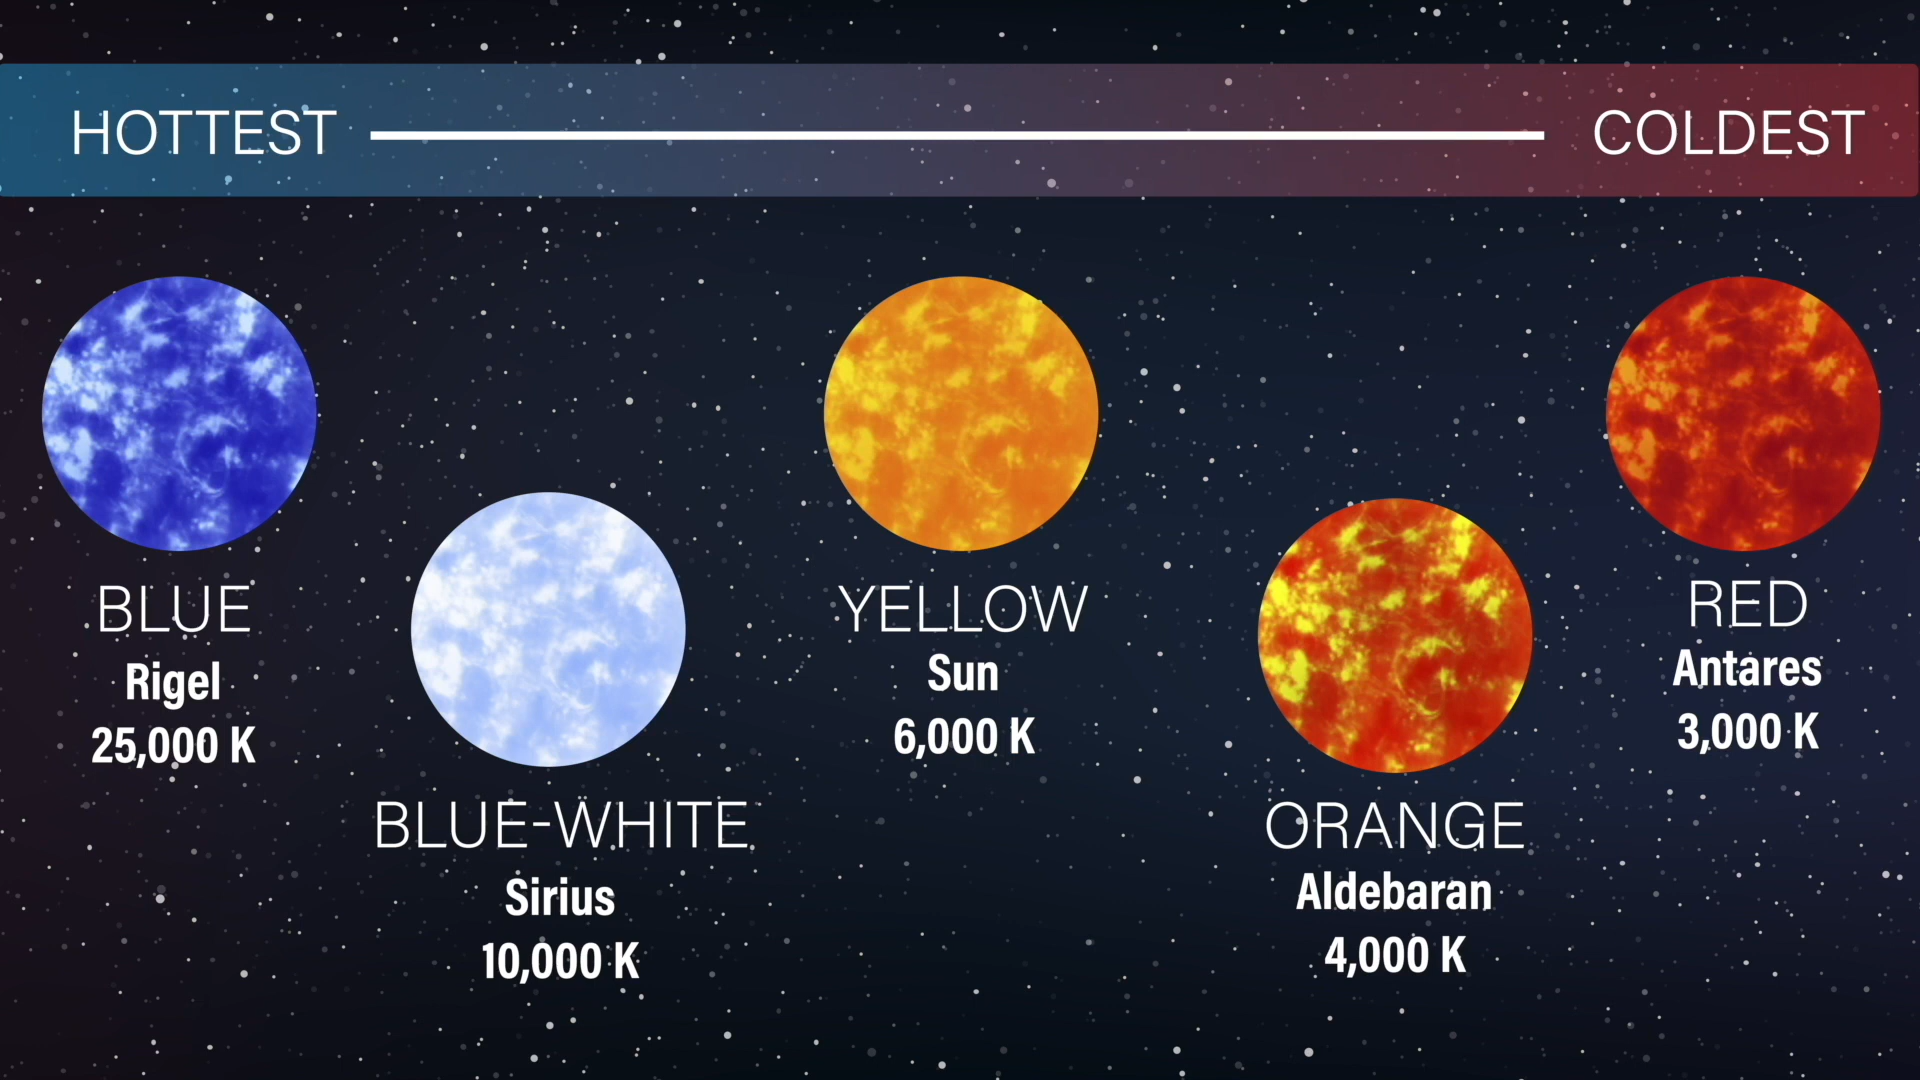 HOTTEST
COLDEST
BLUE
Rigel
25,000 K
BLUE-WHITE
Sirius
10,000 K
YELLOW
Sun
6,000 K
ORANGE
Aldebaran
4,000 K
RED
Antares
3,000 K